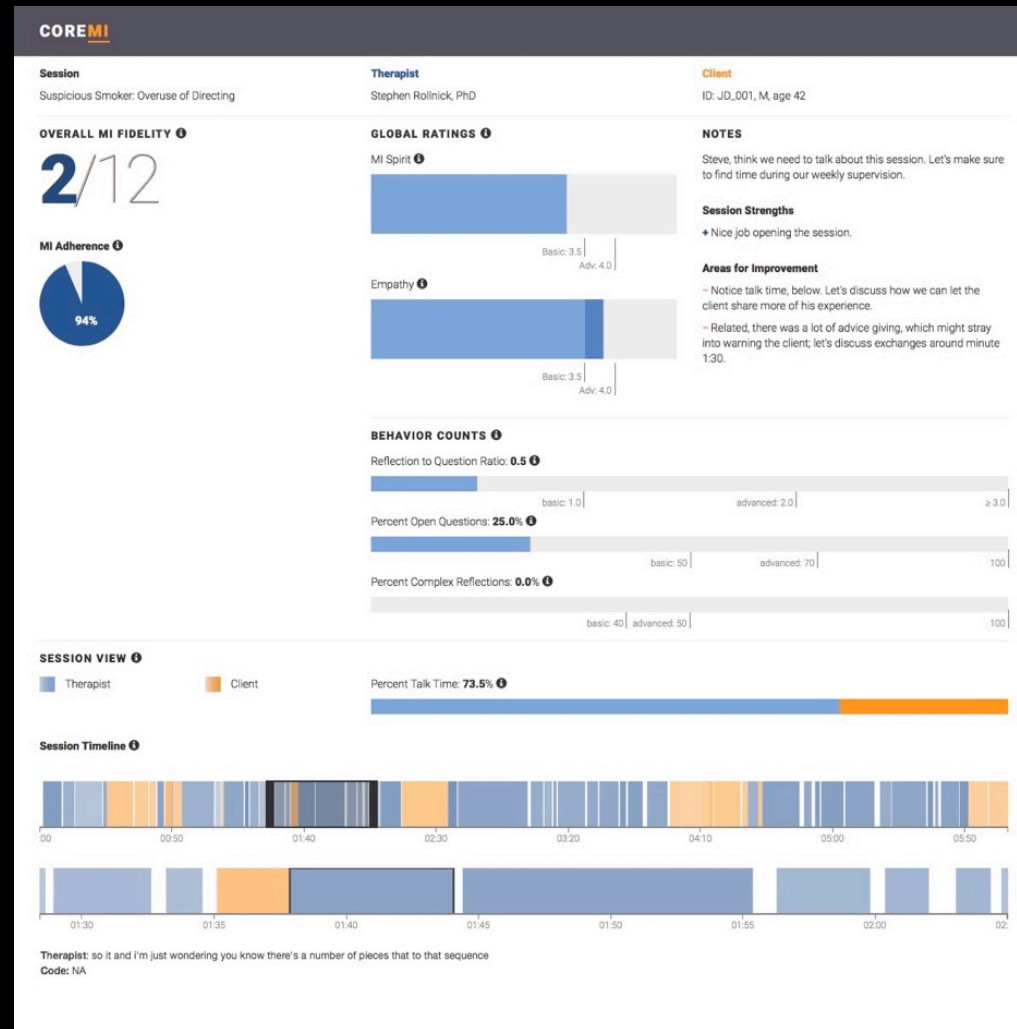 COREMI
Session
Suspicious Smoker: Overuse of Directing
Therapist
Stephen Rollnick, PhD
Client
ID: JD_001, M, age 42
OVERALL MI FIDELITY
2/12
MI Adherence
94%
GLOBAL RATINGS
MI Spirit
Basic: 3.5
Adv: 4.0
Empathy
Basic: 3.5
Adv: 4.0
NOTES
Steve, think we need to talk about this session. Let's make sure
to find time during our weekly supervision.
Session Strengths
+ Nice job opening the session.
Areas for Improvement
– Notice talk time, below. Let's discuss how we can let the
client share more of his experience.
– Related, there was a lot of advice giving, which might stray
into warning the client; let's discuss exchanges around minute
1:30.
BEHAVIOR COUNTS
Reflection to Question Ratio: 0.5
basic: 1.0 advanced: 2.0 ≥ 3.0
Percent Open Questions: 25.0%
basic: 50 advanced: 70 100
Percent Complex Reflections: 0.0%
basic: 40 advanced: 50 100
SESSION VIEW
Therapist
Client
Percent Talk Time: 73.5%
Session Timeline
00 00:50 01:40 02:30 03:20 04:10 05:00 05:50
01:30 01:35 01:40 01:45 01:50 01:55 02:00 02:
Therapist: so it and i'm just wondering you know there's a number of pieces that to that sequence
Code: NA